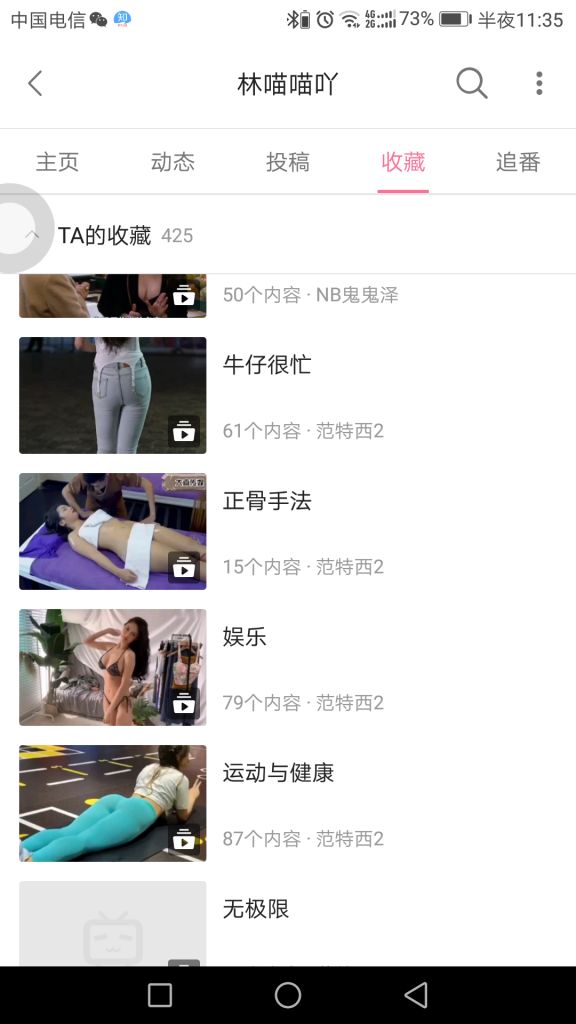 中国电信 知 4G 2G 73% 半夜11:35
林喵喵吖
主页 动态 投稿 收藏 追番
TA的收藏 425
50个内容 · NB鬼鬼泽
牛仔很忙
61个内容 · 范特西2
正骨手法
15个内容 · 范特西2
娱乐
79个内容 · 范特西2
运动与健康
87个内容 · 范特西2
无极限